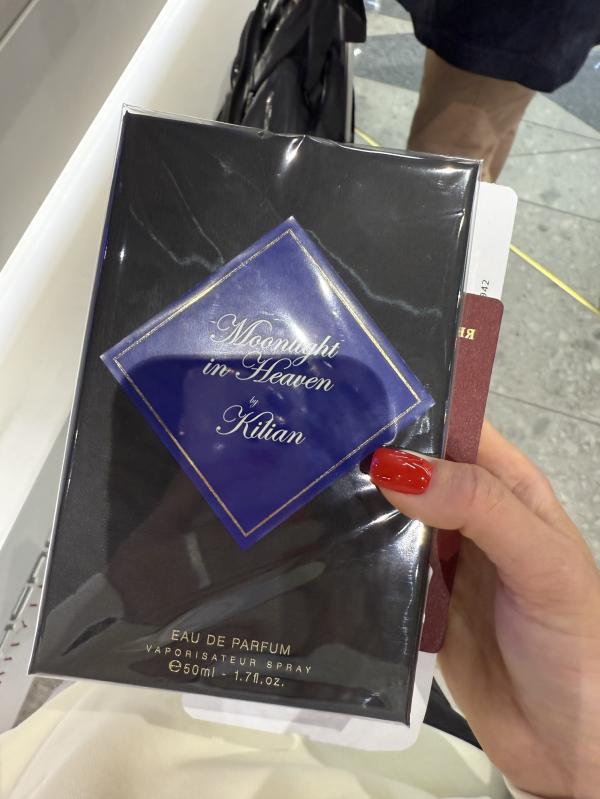 Moonlight
in Heaven
by
Kilian
EAU DE PARFUM
VAPORISATEUR SPRAY
℮50ml - 1.7fl.oz.